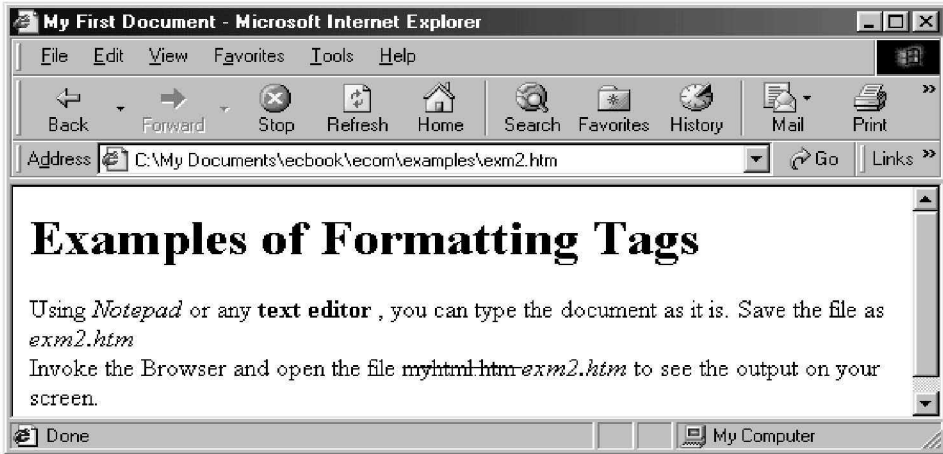 My First Document - Microsoft Internet Explorer
File Edit View Favorites Tools Help
Back Forward Stop Refresh Home Search Favorites History Mail Print »
Address C:\My Documents\ecbook\ecom\examples\exm2.htm Go Links »
Examples of Formatting Tags
Using Notepad or any text editor , you can type the document as it is. Save the file as
exm2.htm
Invoke the Browser and open the file myhtml htm exm2.htm to see the output on your
screen.
Done My Computer